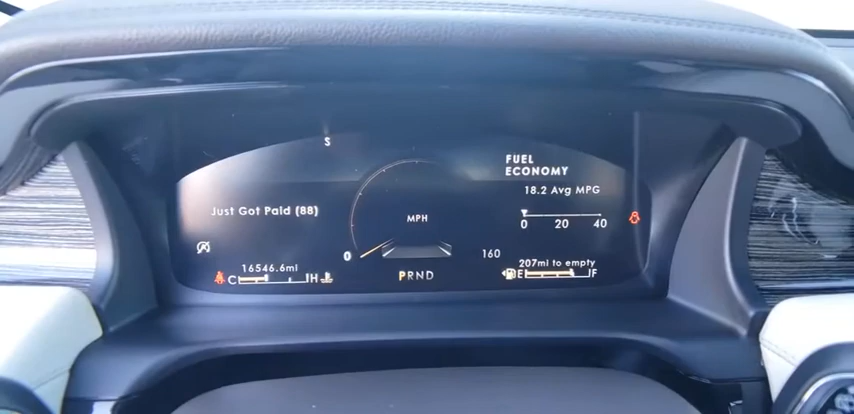 S
FUEL
ECONOMY
18.2 Avg MPG
Just Got Paid (88)
MPH
0 20 40
0
160
16546.6mi
207mi to empty
C H
PRND
E F